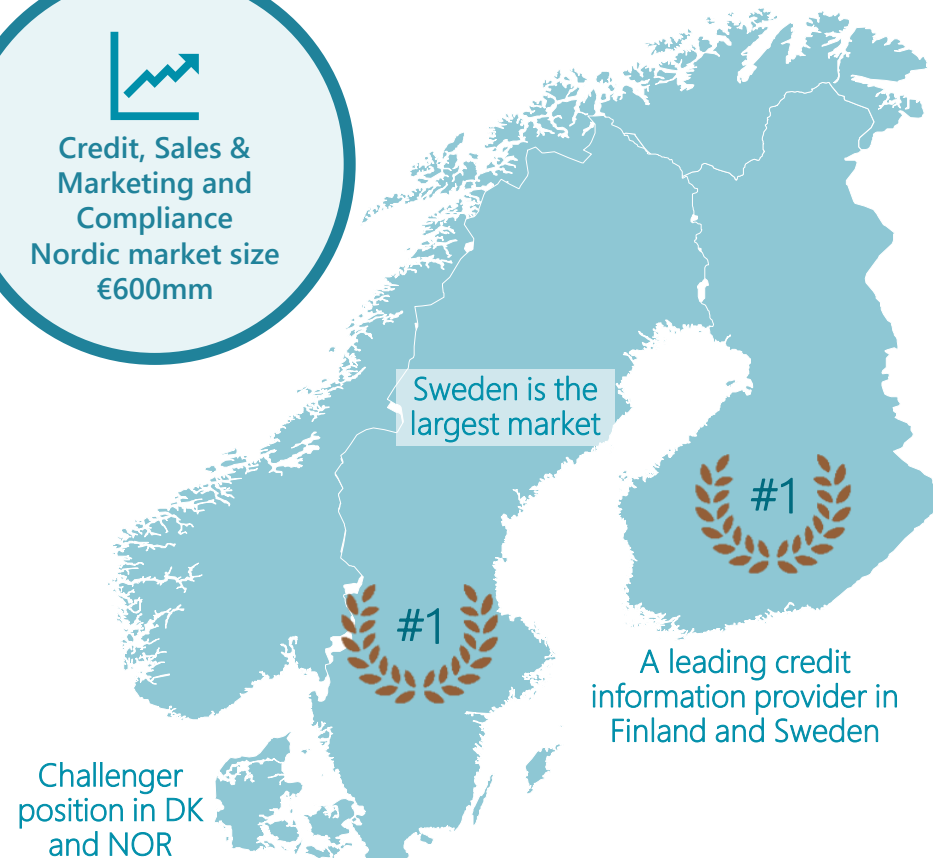 Credit, Sales &
Marketing and
Compliance
Nordic market size
€600mm
Sweden is the
largest market
#1
#1
A leading credit
information provider in
Finland and Sweden
Challenger
position in DK
and NOR